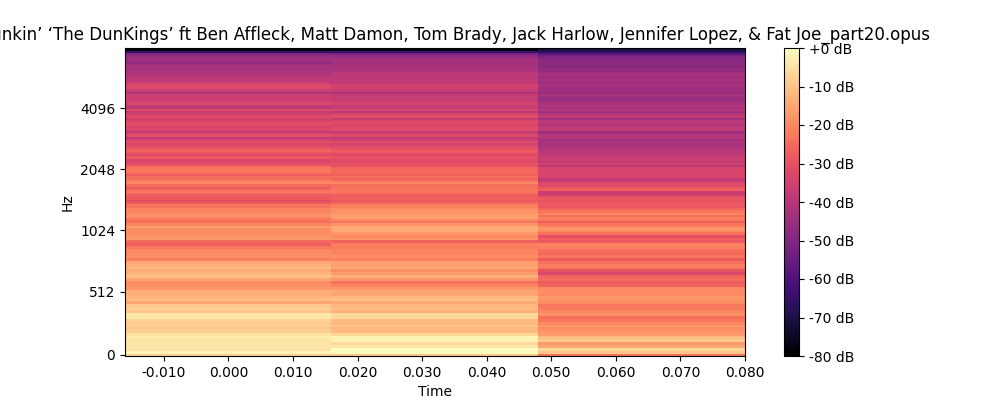 ‘The DunKings’ ft Ben Affleck, Matt Damon, Tom Brady, Jack Harlow, Jennifer Lopez, & Fat Joe_part20.opus
+0 dB
-10 dB
-20 dB
-30 dB
-40 dB
-50 dB
-60 dB
-70 dB
-80 dB
Hz
4096
2048
1024
512
0
-0.010 0.000 0.010 0.020 0.030 0.040 0.050 0.060 0.070 0.080
Time